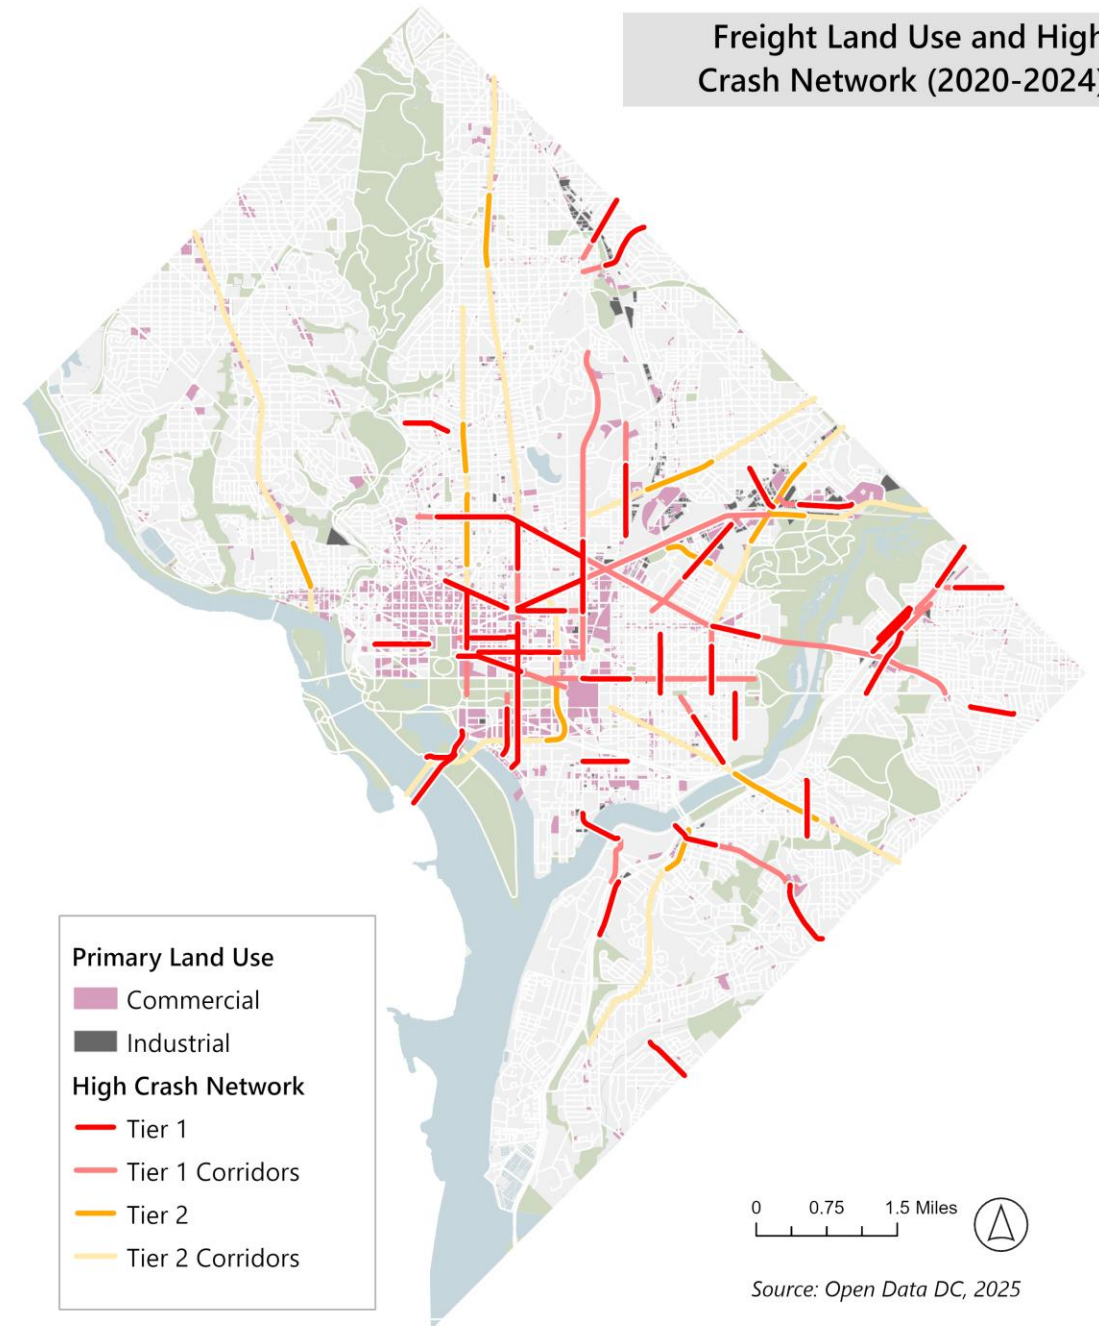 Freight Land Use and High
Crash Network (2020-2024)
Primary Land Use
Commercial
Industrial
High Crash Network
Tier 1
Tier 1 Corridors
Tier 2
Tier 2 Corridors
0 0.75 1.5 Miles
Source: Open Data DC, 2025